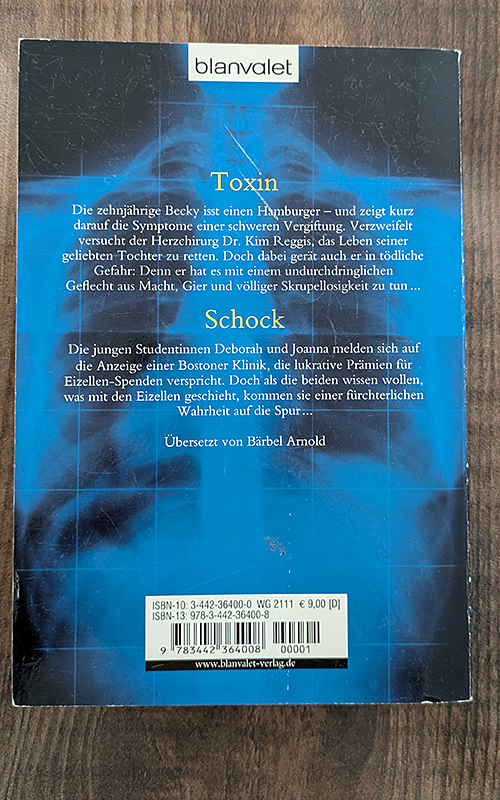 blanvalet
Toxin
Die zehnjährige Becky isst einen Hamburger – und zeigt kurz
darauf die Symptome einer schweren Vergiftung. Verzweifelt
versucht der Herzchirurg Dr. Kim Reggis, das Leben seiner
geliebten Tochter zu retten. Doch dabei gerät auch er in tödliche
Gefahr: Denn er hat es mit einem undurchdringlichen
Geflecht aus Macht, Gier und völliger Skrupellosigkeit zu tun ...
Schock
Die jungen Studentinnen Deborah und Joanna melden sich auf
die Anzeige einer Bostoner Klinik, die lukrative Prämien für
Eizellen-Spenden verspricht. Doch als die beiden wissen wollen,
was mit den Eizellen geschieht, kommen sie einer fürchterlichen
Wahrheit auf die Spur ...
Übersetzt von Bärbel Arnold
ISBN-10: 3-442-36400-0 WG 2111 € 9,00 [D]
ISBN-13: 978-3-442-36400-8
9 783442 364008 00001
www.blanvalet-verlag.de